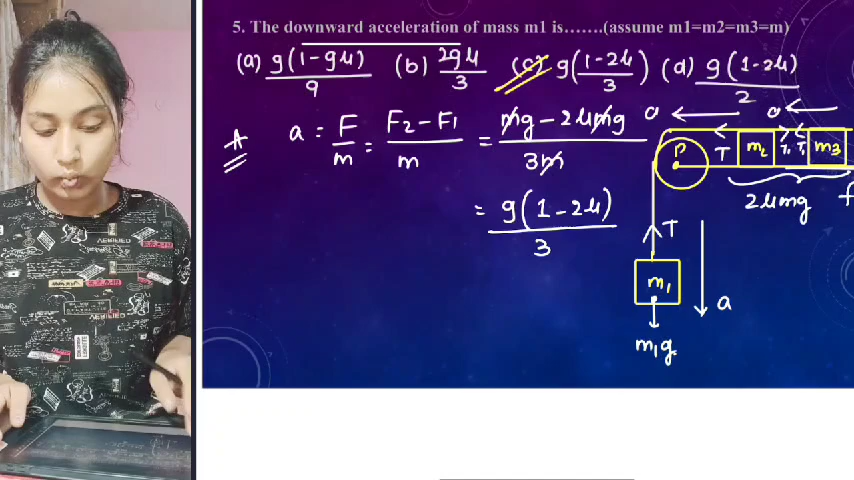 5. The downward acceleration of mass m1 is…….(assume m1=m2=m3=m)
(a) g(1-gμ)/9 (b) 2gμ/3 (c) g(1-2μ/3) (d) g(1-2μ)/2
a = F/m = F₂-F₁/m = mg-2μmg/3m
= g(1-2μ)/3
a a
T m₂ T₁ T₁ m₃
P
2μmg f
T
m₁
a
m₁g